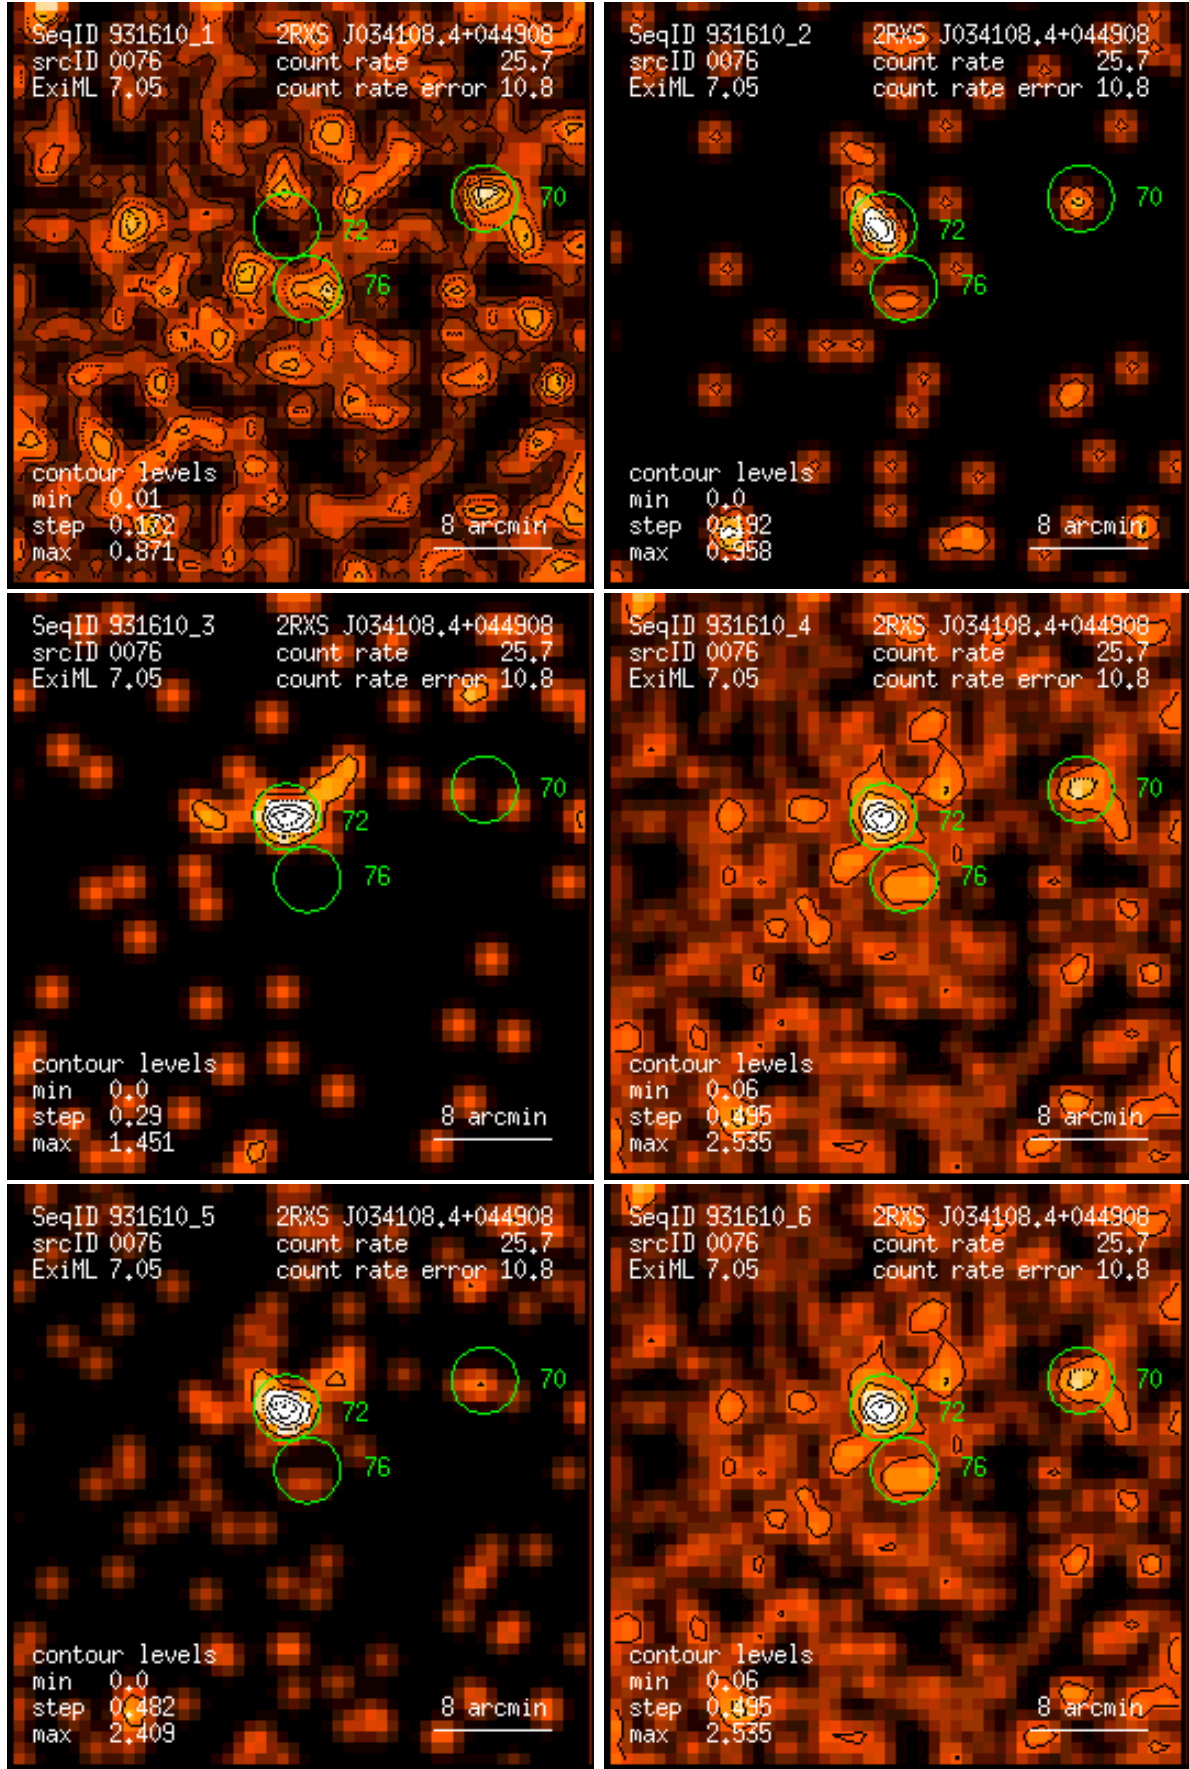 SeqID 931610_1 2RXS J034108.4+044908
srcID 0076 count rate 25.7
ExiML 7.05 count rate error 10.8
70
72
76
contour levels
min 0.01
step 0.172 8 arcmin
max 0.871
SeqID 931610_2 2RXS J034108.4+044908
srcID 0076 count rate 25.7
ExiML 7.05 count rate error 10.8
70
72
76
contour levels
min 0.0
step 0.192 8 arcmin
max 0.958
SeqID 931610_3 2RXS J034108.4+044908
srcID 0076 count rate 25.7
ExiML 7.05 count rate error 10.8
70
72
76
contour levels
min 0.0
step 0.29 8 arcmin
max 1.451
SeqID 931610_4 2RXS J034108.4+044908
srcID 0076 count rate 25.7
ExiML 7.05 count rate error 10.8
70
72
76
contour levels
min 0.06
step 0.495 8 arcmin
max 2.535
SeqID 931610_5 2RXS J034108.4+044908
srcID 0076 count rate 25.7
ExiML 7.05 count rate error 10.8
70
72
76
contour levels
min 0.0
step 0.482 8 arcmin
max 2.409
SeqID 931610_6 2RXS J034108.4+044908
srcID 0076 count rate 25.7
ExiML 7.05 count rate error 10.8
70
72
76
contour levels
min 0.06
step 0.495 8 arcmin
max 2.535